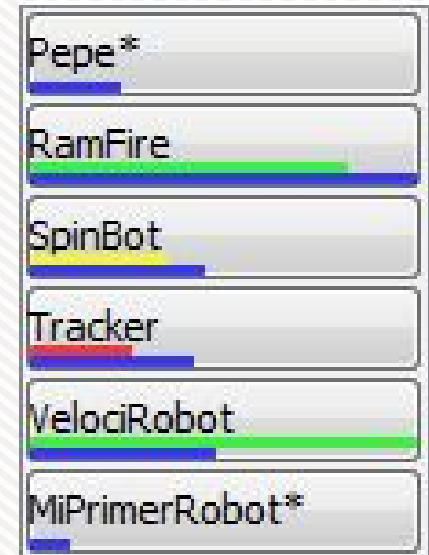 Pepe*
RamFire
SpinBot
Tracker
VelociRobot
MiPrimerRobot*